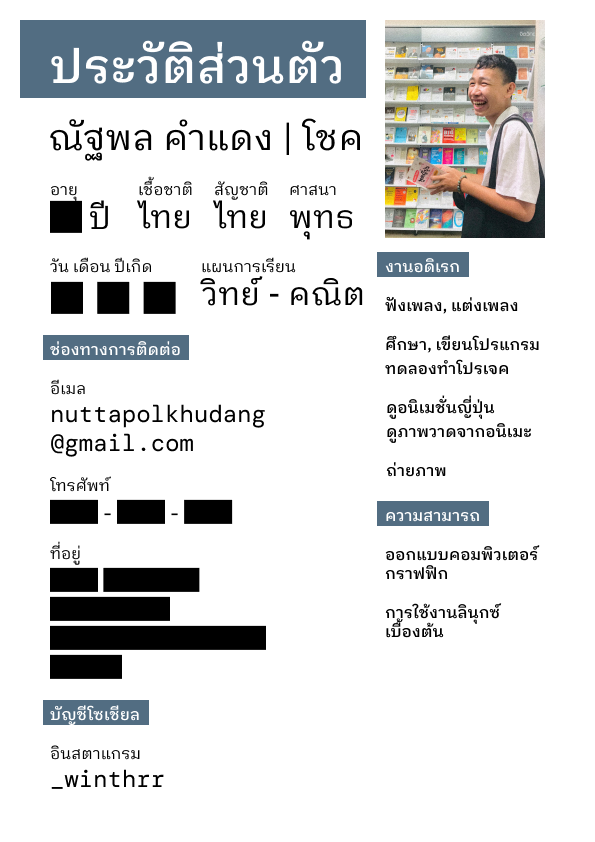 ประวัติส่วนตัว
ณัฐพล คำแดง | โชค
อายุ
ปี
เชื้อชาติ
ไทย
สัญชาติ
ไทย
ศาสนา
พุทธ
วัน เดือน ปีเกิด
แผนการเรียน
วิทย์ - คณิต
ช่องทางการติดต่อ
อีเมล
nuttapolkhudang
@gmail.com
โทรศัพท์
- -
ที่อยู่
บัญชีโซเชียล
อินสตาแกรม
_winthrr
งานอดิเรก
ฟังเพลง, แต่งเพลง
ศึกษา, เขียนโปรแกรม
ทดลองทำโปรเจค
ดูอนิเมชั่นญี่ปุ่น
ดูภาพวาดจากอนิเมะ
ถ่ายภาพ
ความสามารถ
ออกแบบคอมพิวเตอร์
กราฟฟิก
การใช้งานลินุกซ์
เบื้องต้น